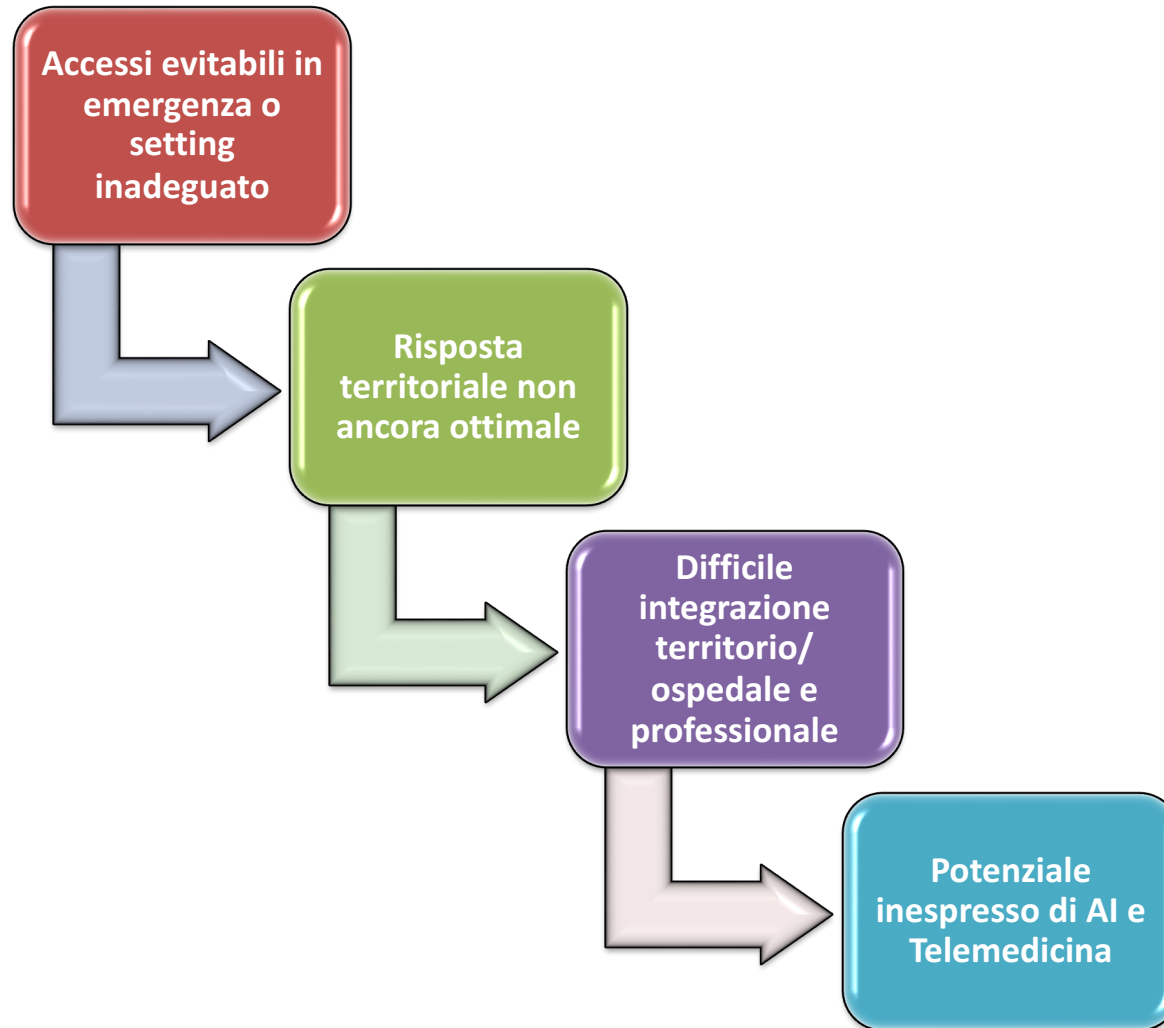 Accessi evitabili in
emergenza o
setting
inadeguato
Risposta
territoriale non
ancora ottimale
Difficile
integrazione
territorio/
ospedale e
professionale
Potenziale
inespresso di AI e
Telemedicina